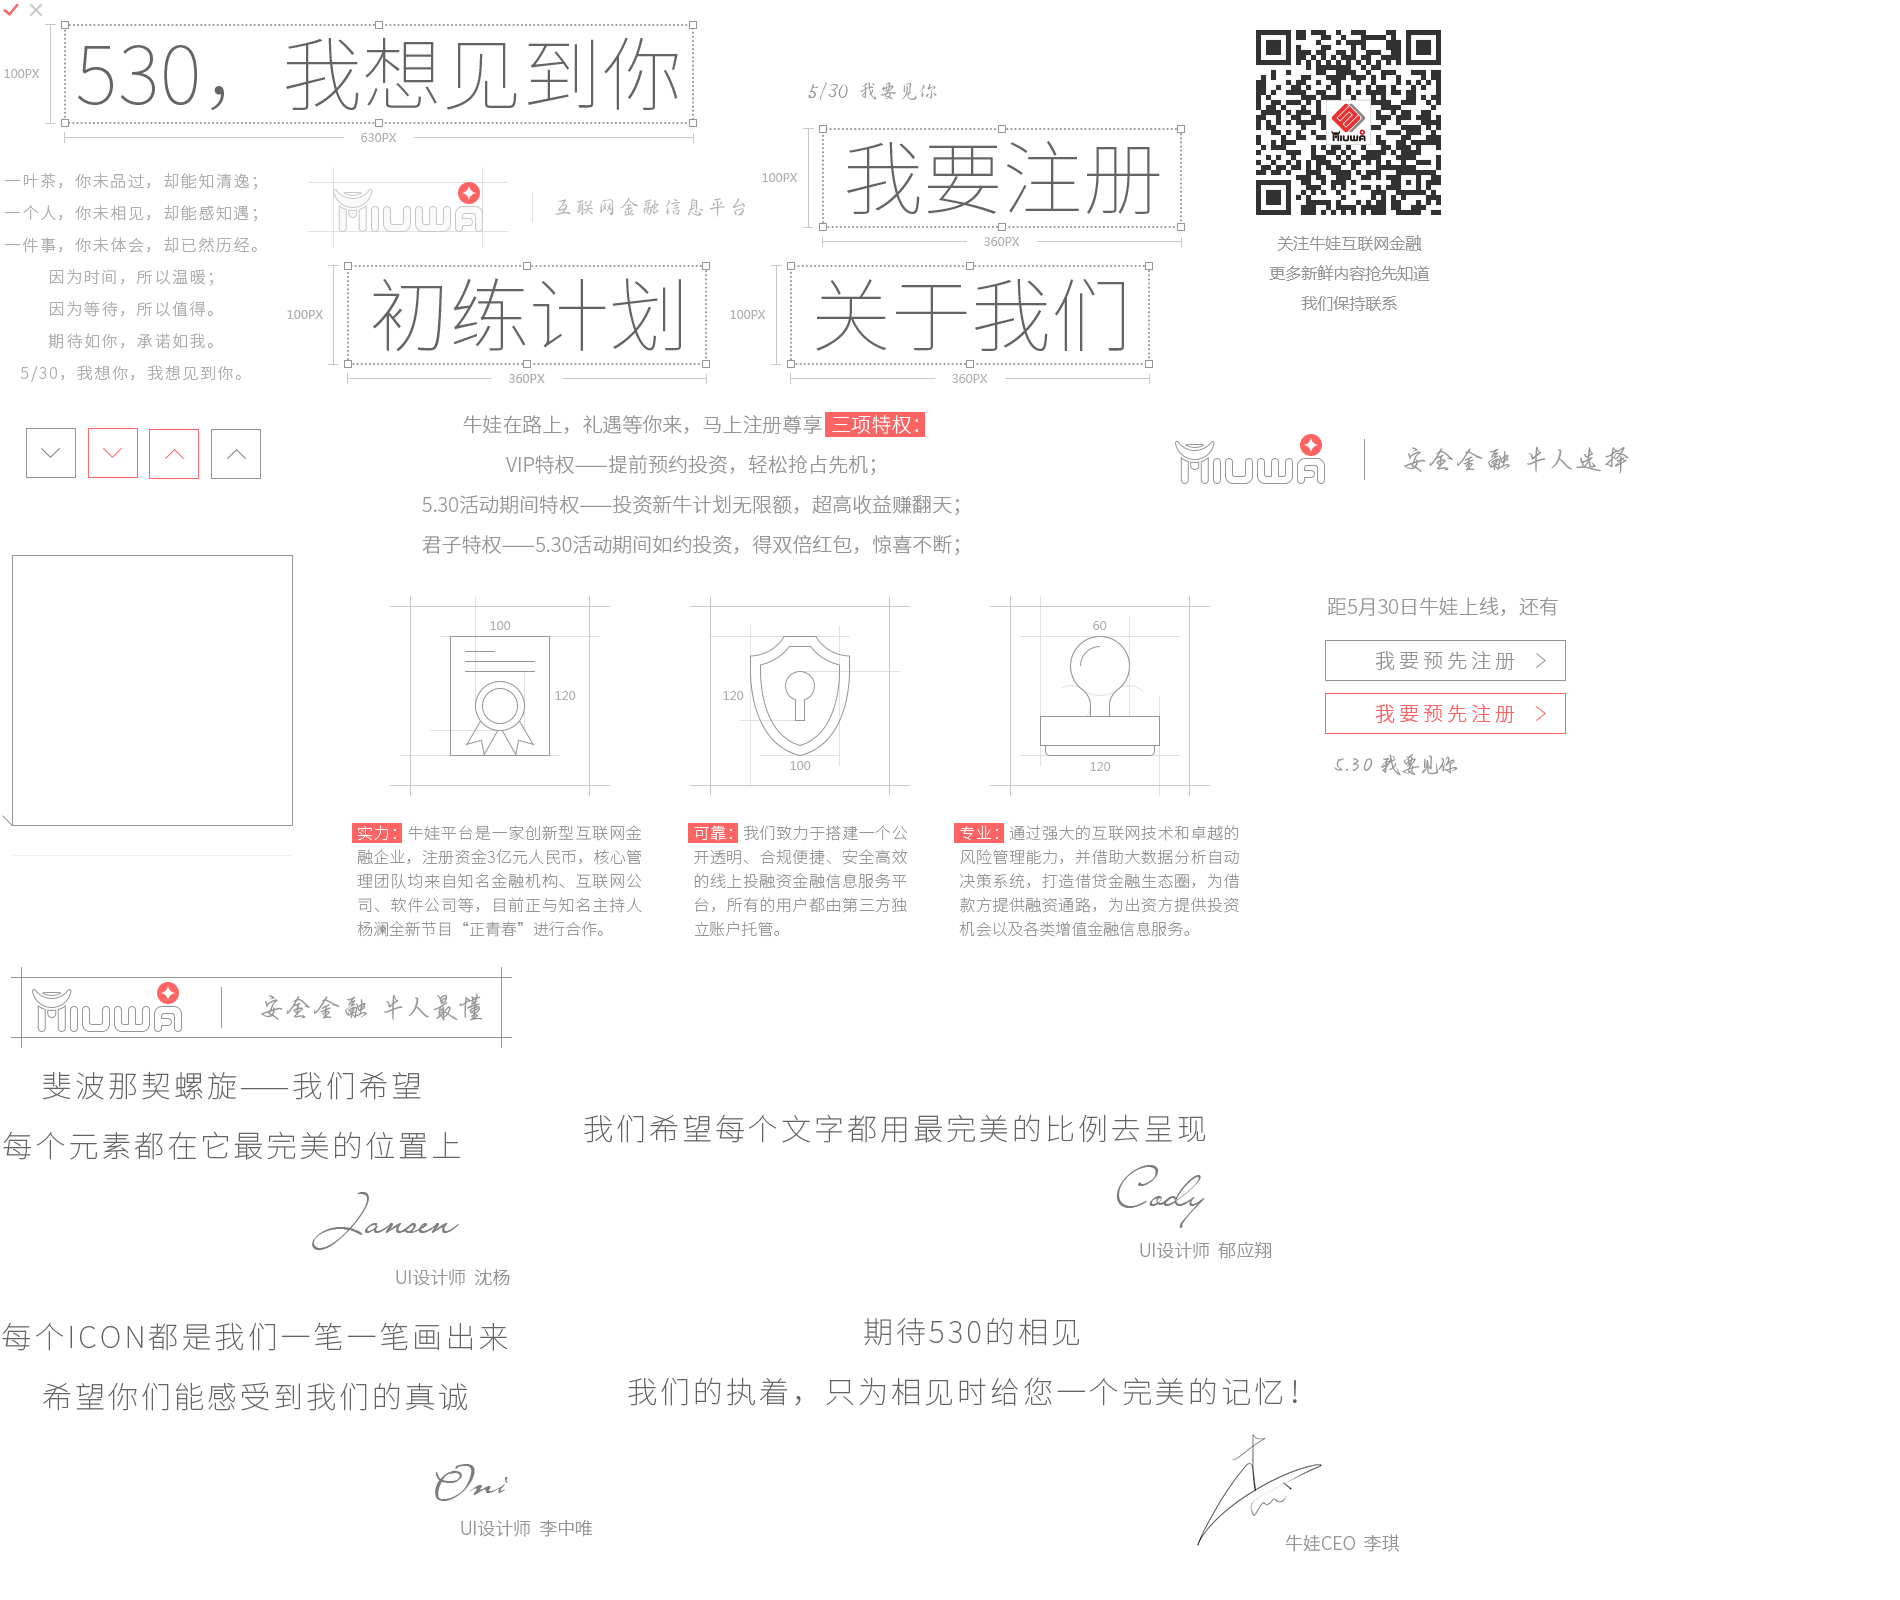 530，我想见到你
100PX
630PX
5/30 我要见你
我要注册
100PX
360PX
一叶茶，你未品过，却能知清逸；
一个人，你未相见，却能感知遇；
一件事，你未体会，却已然历经。
因为时间，所以温暖；
因为等待，所以值得。
期待如你，承诺如我。
5/30，我想你，我想见到你。
NIUWA
互联网金融信息平台
初练计划
100PX
360PX
关于我们
100PX
360PX
NIUWA
关注牛娃互联网金融
更多新鲜内容抢先知道
我们保持联系
牛娃在路上，礼遇等你来，马上注册尊享 三项特权：
VIP特权——提前预约投资，轻松抢占先机；
5.30活动期间特权——投资新牛计划无限额，超高收益赚翻天；
君子特权——5.30活动期间如约投资，得双倍红包，惊喜不断；
NIUWA
安全金融 牛人选择
100
120
120
100
60
120
距5月30日牛娃上线，还有
我要预先注册
我要预先注册
5.30 我要见你
实力：牛娃平台是一家创新型互联网金
融企业，注册资金3亿元人民币，核心管
理团队均来自知名金融机构、互联网公
司、软件公司等，目前正与知名主持人
杨澜全新节目“正青春”进行合作。
可靠：我们致力于搭建一个公
开透明、合规便捷、安全高效
的线上投融资金融信息服务平
台，所有的用户都由第三方独
立账户托管。
专业：通过强大的互联网技术和卓越的
风险管理能力，并借助大数据分析自动
决策系统，打造借贷金融生态圈，为借
款方提供融资通路，为出资方提供投资
机会以及各类增值金融信息服务。
NIUWA
安全金融 牛人最懂
斐波那契螺旋——我们希望
每个元素都在它最完美的位置上
Jansen
UI设计师 沈杨
我们希望每个文字都用最完美的比例去呈现
Cody
UI设计师 郁应翔
每个ICON都是我们一笔一笔画出来
希望你们能感受到我们的真诚
Oni
UI设计师 李中唯
期待530的相见
我们的执着，只为相见时给您一个完美的记忆！
牛娃CEO 李琪